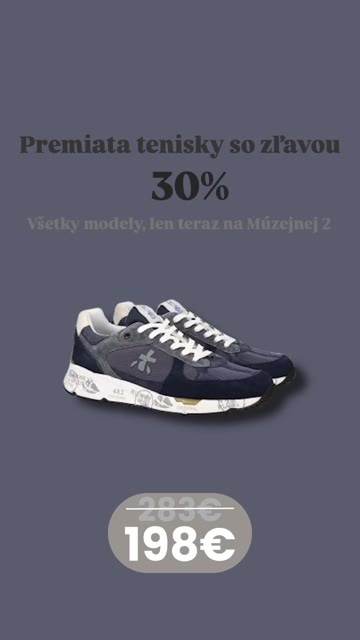 Premiata tenisky so zľavou
30%
Všetky modely, len teraz na Múzejnej 2
283€
198€